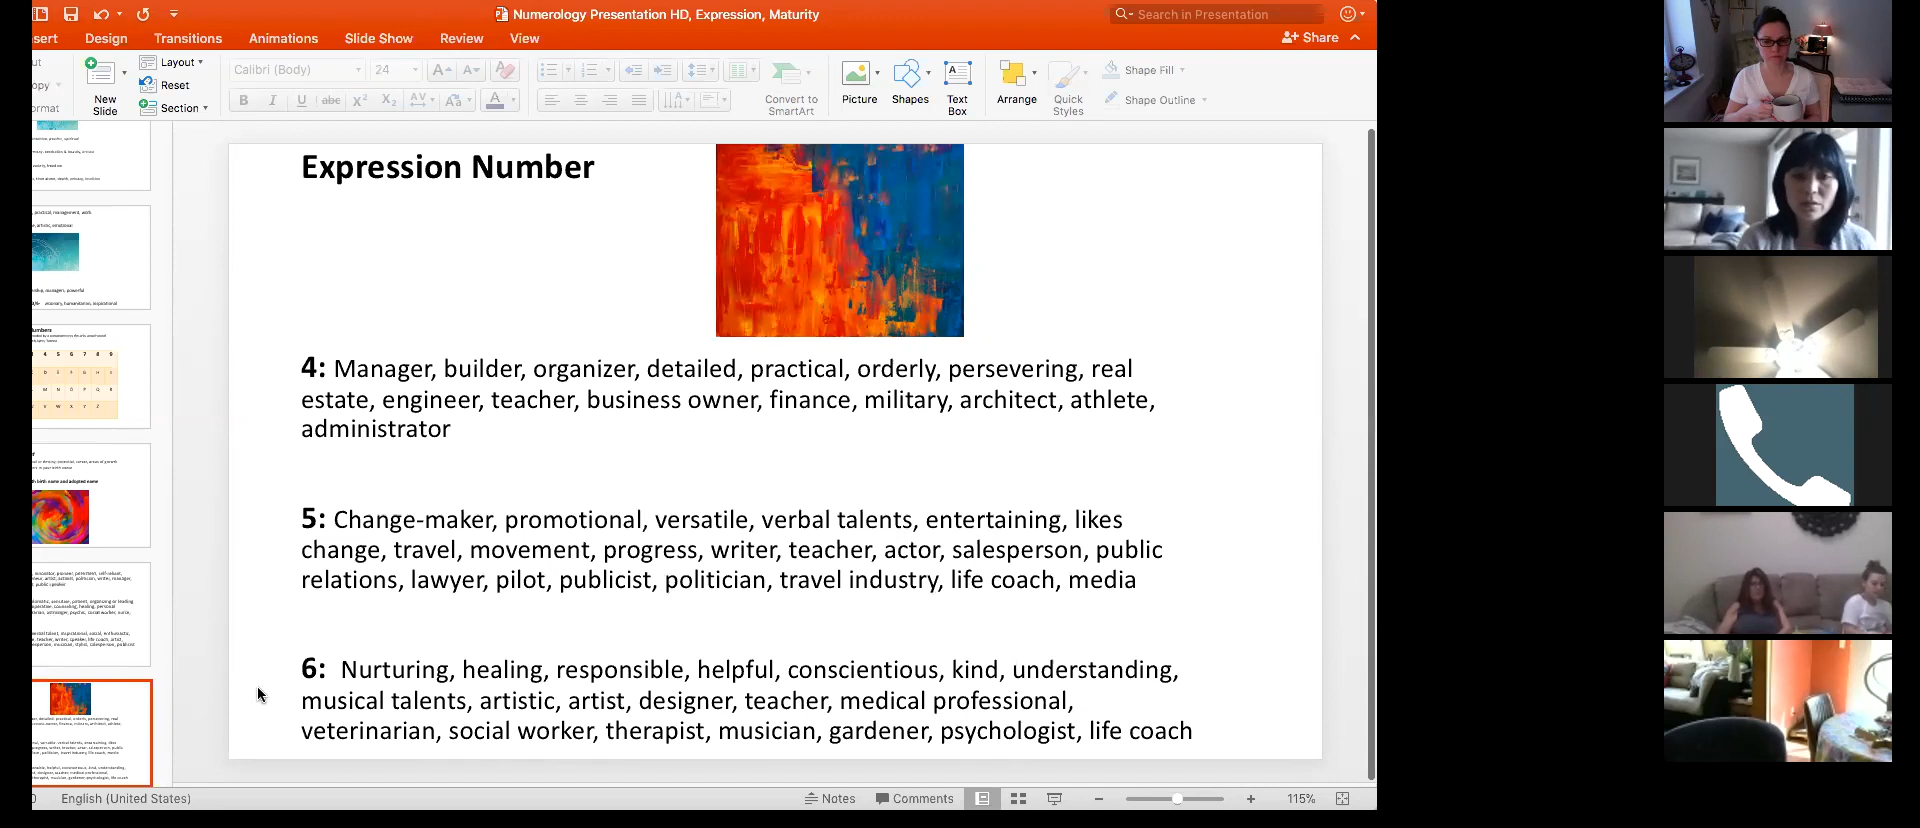 Numerology Presentation HD, Expression, Maturity
Search in Presentation
sert Design Transitions Animations Slide Show Review View
Share
ut
opy
ormat
New
Slide
Layout
Reset
Section
Calibri (Body) 24
Convert to
SmartArt
Picture
Shapes
Text
Box
Arrange
Quick
Styles
Shape Fill
Shape Outline
Expression Number
4: Manager, builder, organizer, detailed, practical, orderly, persevering, real
estate, engineer, teacher, business owner, finance, military, architect, athlete,
administrator
5: Change-maker, promotional, versatile, verbal talents, entertaining, likes
change, travel, movement, progress, writer, teacher, actor, salesperson, public
relations, lawyer, pilot, publicist, politician, travel industry, life coach, media
6: Nurturing, healing, responsible, helpful, conscientious, kind, understanding,
musical talents, artistic, artist, designer, teacher, medical professional,
veterinarian, social worker, therapist, musician, gardener, psychologist, life coach
English (United States)
Notes
Comments
115%